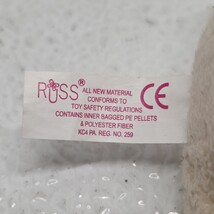 RUSS®
ALL NEW MATERIAL
CONFORMS TO
TOY SAFETY REGULATIONS
CONTAINS INNER BAGGED PE PELLETS
& POLYESTER FIBER
KC4 PA. REG. NO. 259
CE